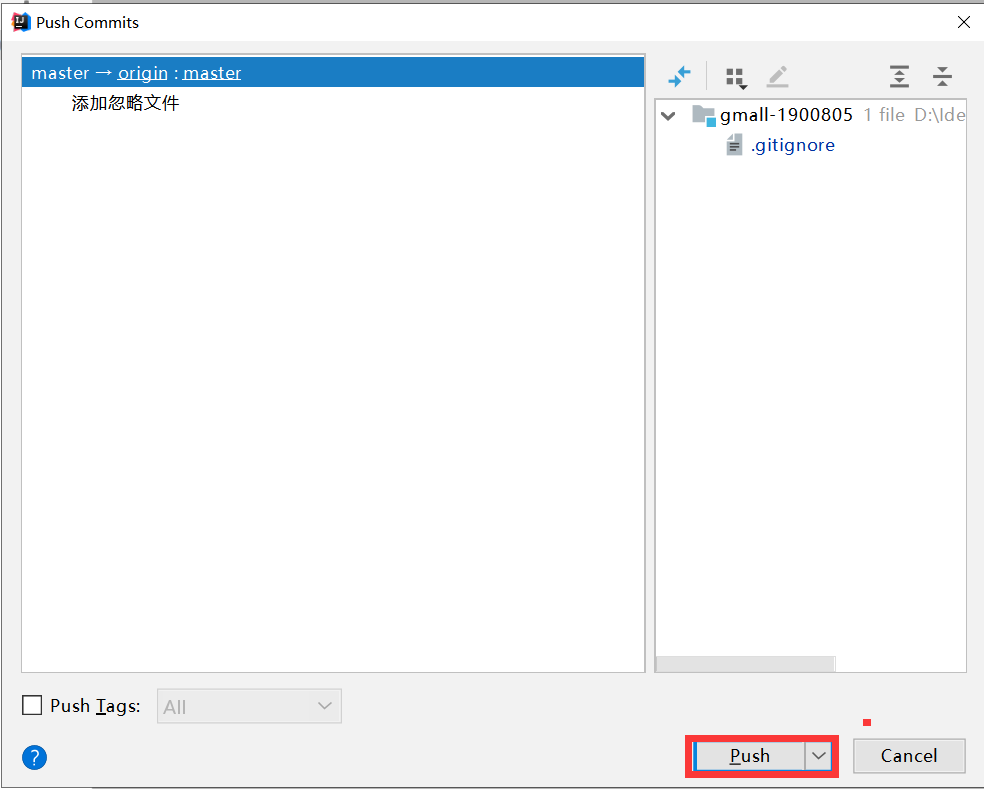 Push Commits
master → origin : master
添加忽略文件
gmall-1900805 1 file D:\Ide
.gitignore
Push Tags: All
? Push Cancel